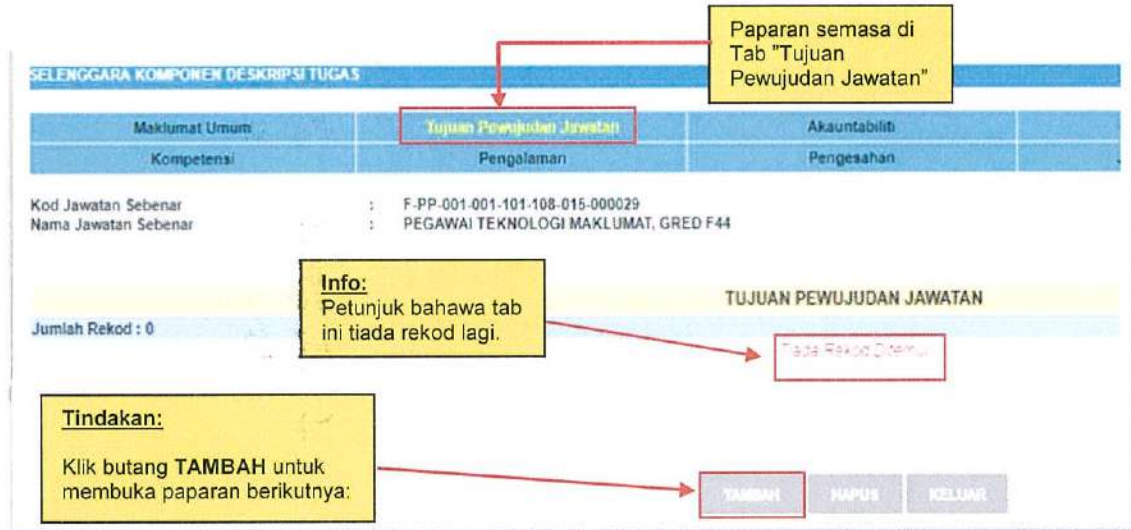 Paparan semasa di
Tab "Tujuan
Pewujudan Jawatan"
SELENGGARA KOMPONEN DESKRIPSI TUGAS
Maklumat Umum Tujuan Pewujudan Jawatan Akauntabiliti
Kompetensi Pengalaman Pengesahan
Kod Jawatan Sebenar : F-PP-001-001-101-108-015-000029
Nama Jawatan Sebenar : PEGAWAI TEKNOLOGI MAKLUMAT, GRED F44
Info:
Petunjuk bahawa tab
ini tiada rekod lagi.
TUJUAN PEWUJUDAN JAWATAN
Jumlah Rekod : 0
Tiada Rekod Ditemui
Tindakan:
Klik butang TAMBAH untuk
membuka paparan berikutnya:
TAMBAH HAPUS KELUAR